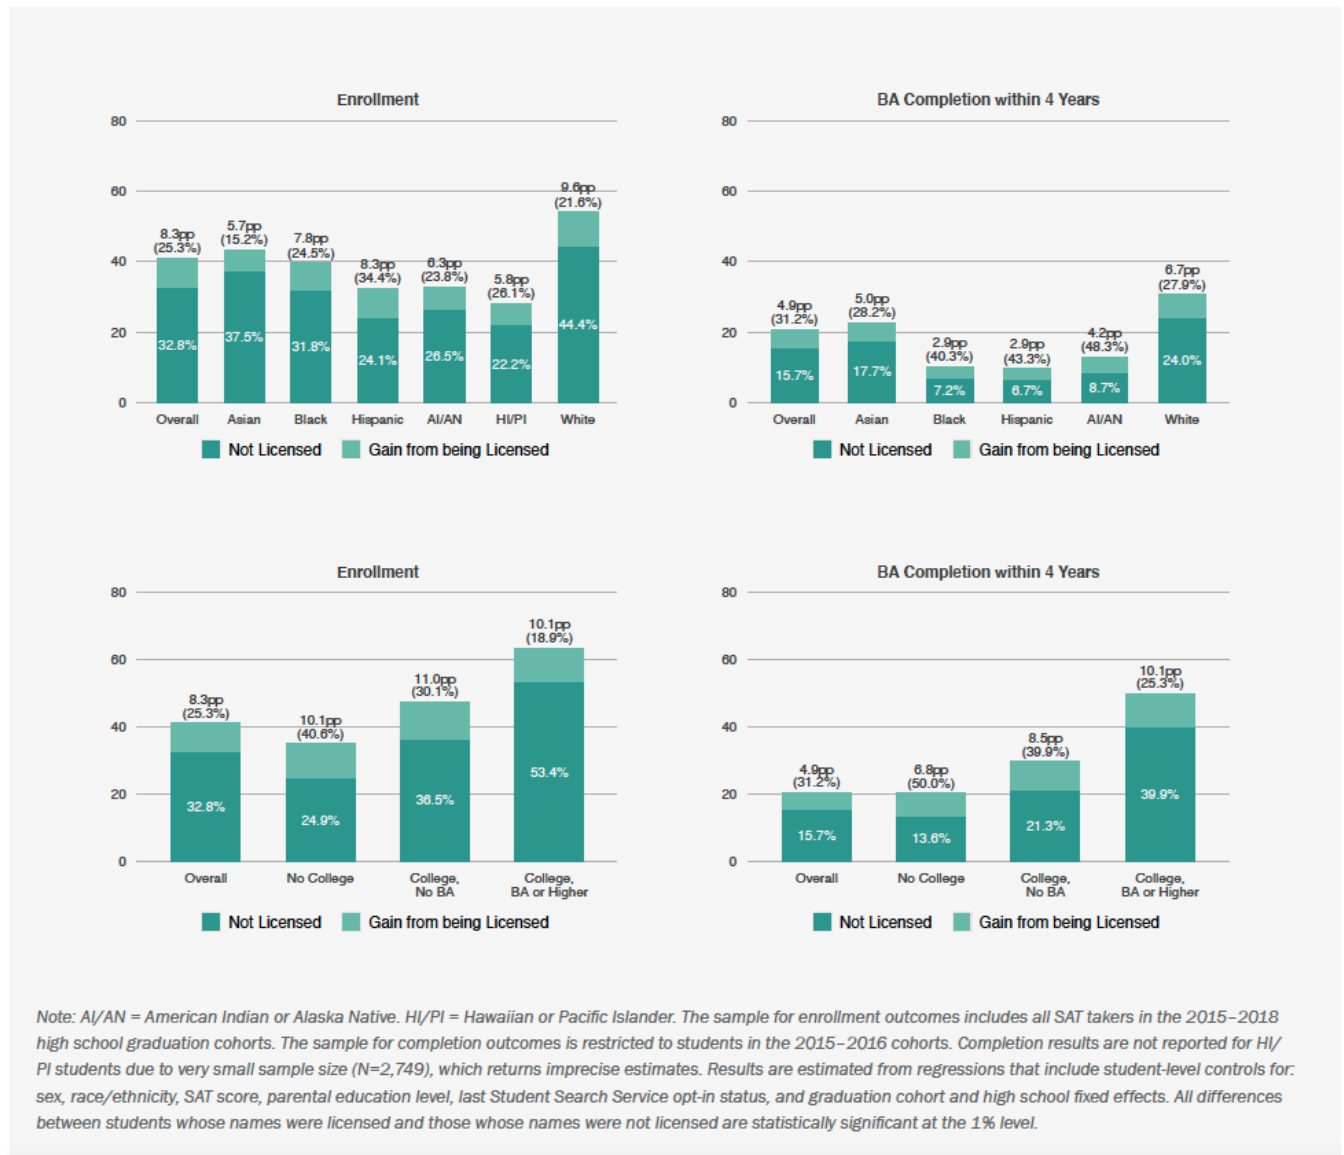 Enrollment
80
60
40
20
0
8.3pp
(25.3%)
5.7pp
(15.2%)
7.8pp
(24.5%)
8.3pp
(34.4%)
6.3pp
(23.8%)
5.8pp
(26.1%)
9.6pp
(21.6%)
32.8%
37.5%
31.8%
24.1%
26.5%
22.2%
44.4%
Overall Asian Black Hispanic AI/AN HI/PI White
Not Licensed Gain from being Licensed
BA Completion within 4 Years
80
60
40
20
0
4.9pp
(31.2%)
5.0pp
(28.2%)
2.9pp
(40.3%)
2.9pp
(43.3%)
4.2pp
(48.3%)
6.7pp
(27.9%)
15.7%
17.7%
7.2%
6.7%
8.7%
24.0%
Overall Asian Black Hispanic AI/AN White
Not Licensed Gain from being Licensed
Enrollment
80
60
40
20
0
8.3pp
(25.3%)
10.1pp
(40.6%)
11.0pp
(30.1%)
10.1pp
(18.9%)
32.8%
24.9%
36.5%
53.4%
Overall No College College, College,
No BA BA or Higher
Not Licensed Gain from being Licensed
BA Completion within 4 Years
80
60
40
20
0
4.9pp
(31.2%)
6.8pp
(50.0%)
8.5pp
(39.9%)
10.1pp
(25.3%)
15.7%
13.6%
21.3%
39.9%
Overall No College College, College,
No BA BA or Higher
Not Licensed Gain from being Licensed
Note: AI/AN = American Indian or Alaska Native. HI/PI = Hawaiian or Pacific Islander. The sample for enrollment outcomes includes all SAT takers in the 2015–2018
high school graduation cohorts. The sample for completion outcomes is restricted to students in the 2015–2016 cohorts. Completion results are not reported for HI/
PI students due to very small sample size (N=2,749), which returns imprecise estimates. Results are estimated from regressions that include student-level controls for:
sex, race/ethnicity, SAT score, parental education level, last Student Search Service opt-in status, and graduation cohort and high school fixed effects. All differences
between students whose names were licensed and those whose names were not licensed are statistically significant at the 1% level.